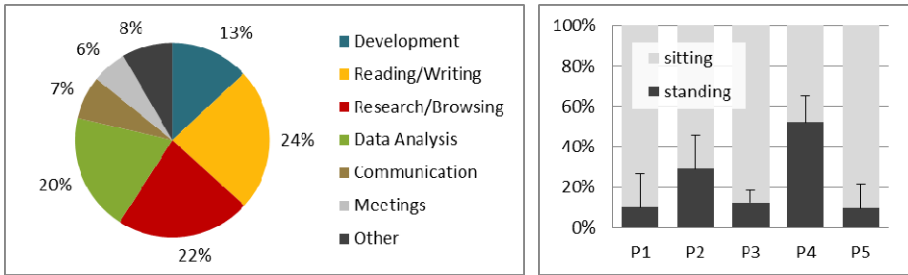 8%
13%
6%
7%
24%
20%
22%
Development
Reading/Writing
Research/Browsing
Data Analysis
Communication
Meetings
Other
100%
80%
60%
40%
20%
0%
sitting
standing
P1 P2 P3 P4 P5